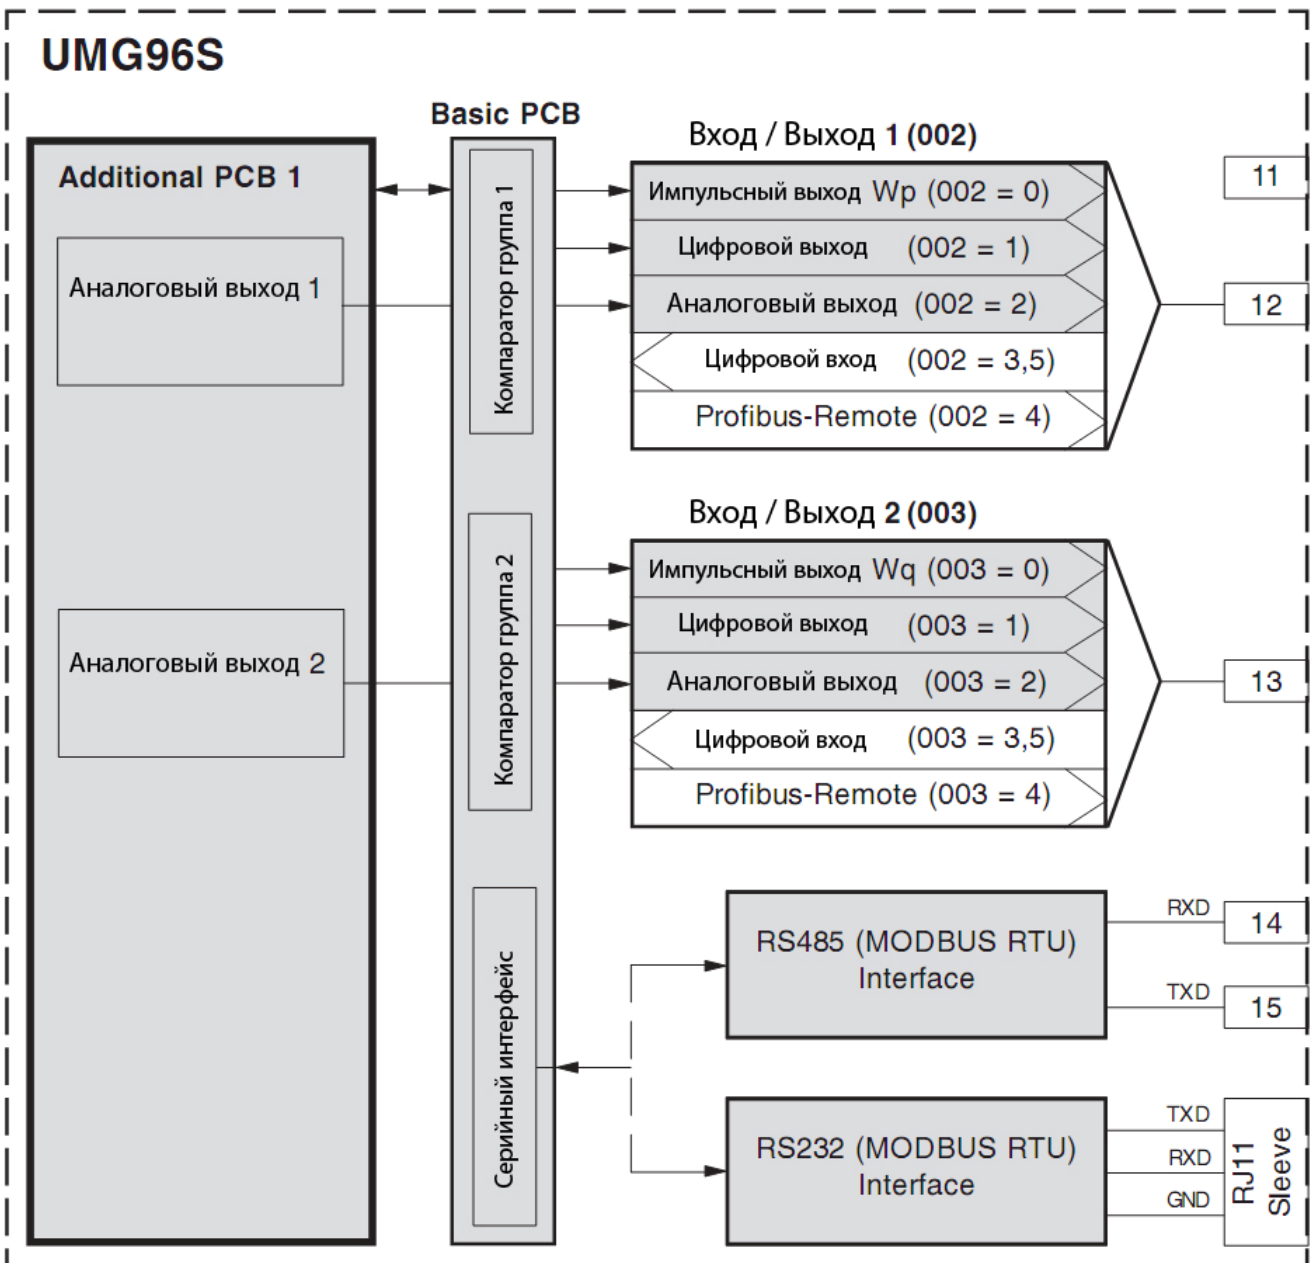 UMG96S
Basic PCB
Additional PCB 1
Аналоговый выход 1
Аналоговый выход 2
Компаратор группа 1
Компаратор группа 2
Серийный интерфейс
Вход / Выход 1 (002)
Импульсный выход Wp (002 = 0)
Цифровой выход (002 = 1)
Аналоговый выход (002 = 2)
Цифровой вход (002 = 3,5)
Profibus-Remote (002 = 4)
11
12
Вход / Выход 2 (003)
Импульсный выход Wq (003 = 0)
Цифровой выход (003 = 1)
Аналоговый выход (003 = 2)
Цифровой вход (003 = 3,5)
Profibus-Remote (003 = 4)
13
RS485 (MODBUS RTU)
Interface
RXD
14
TXD
15
RS232 (MODBUS RTU)
Interface
TXD
RXD
GND
RJ11
Sleeve